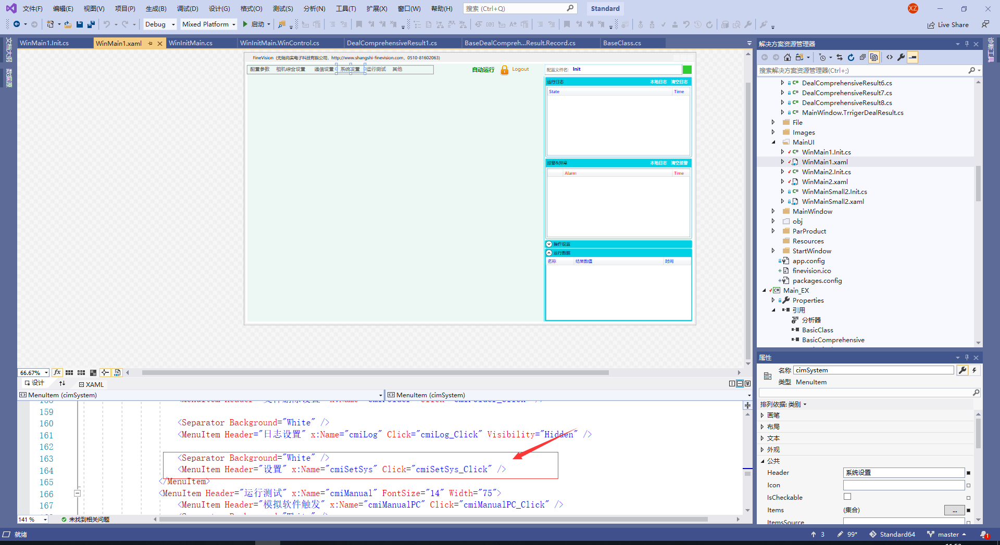 文件(F) 编辑(E) 视图(V) 项目(P) 生成(B) 调试(D) 设计(G) 格式(O) 测试(S) 分析(N) 工具(T) 扩展(X) 窗口(W) 帮助(H) 搜索 (Ctrl+Q) Standard XZ
Debug Mixed Platform 启动 Live Share
文档大纲
数据源
WinMain1.Init.cs WinMain1.xaml WinInitMain.cs WinInitMain.WinControl.cs DealComprehensiveResult1.cs BaseDealCompreh...Result.Record.cs BaseClass.cs
FineVision (无锡尚实电子科技有限公司, http://www.shangshi-finevision.com, 0510-81602063)
配置参数 相机综合设置 通信设置 系统设置 运行测试 其他 自动运行 Logout 配置文件名: Init
运行日志 本地日志 清空日志
State Time
报警&异常 本地日志 清空报警
Alarm Time
操作设置
运行数据
名称 结果数值 时间
66.67%
设计 XAML
MenuItem (cimSystem) MenuItem (cimSystem)
159
160 <Separator Background="White" />
161 <MenuItem Header="日志设置" x:Name="cmiLog" Click="cmiLog_Click" Visibility="Hidden" />
162
163 <Separator Background="White" />
164 <MenuItem Header="设置" x:Name="cmiSetSys" Click="cmiSetSys_Click" />
165 </MenuItem>
166 <MenuItem Header="运行测试" x:Name="cmiManual" FontSize="14" Width="75">
167 <MenuItem Header="模拟软件触发" x:Name="cmiManualPC" Click="cmiManualPC_Click" />
141 % 未找到相关问题
就绪
解决方案资源管理器
搜索解决方案资源管理器(Ctrl+;)
DealComprehensiveResult6.cs
DealComprehensiveResult7.cs
DealComprehensiveResult8.cs
MainWindow.TrrigerDealResult.cs
File
Images
MainUI
WinMain1.Init.cs
WinMain1.xaml
WinMain2.Init.cs
WinMain2.xaml
WinMainSmall2.Init.cs
WinMainSmall2.xaml
MainWindow
obj
ParProduct
Resources
StartWindow
app.config
finevision.ico
packages.config
Main_EX
Properties
引用
分析器
BasicClass
BasicComprehensive
属性
名称 cimSystem
类型 MenuItem
排列依据: 类别
画笔
布局
文本
外观
公共
Header 系统设置
Icon
IsCheckable
Items (集合) ...
ItemsSource
3 99* Standard64 master 1
诊断工具